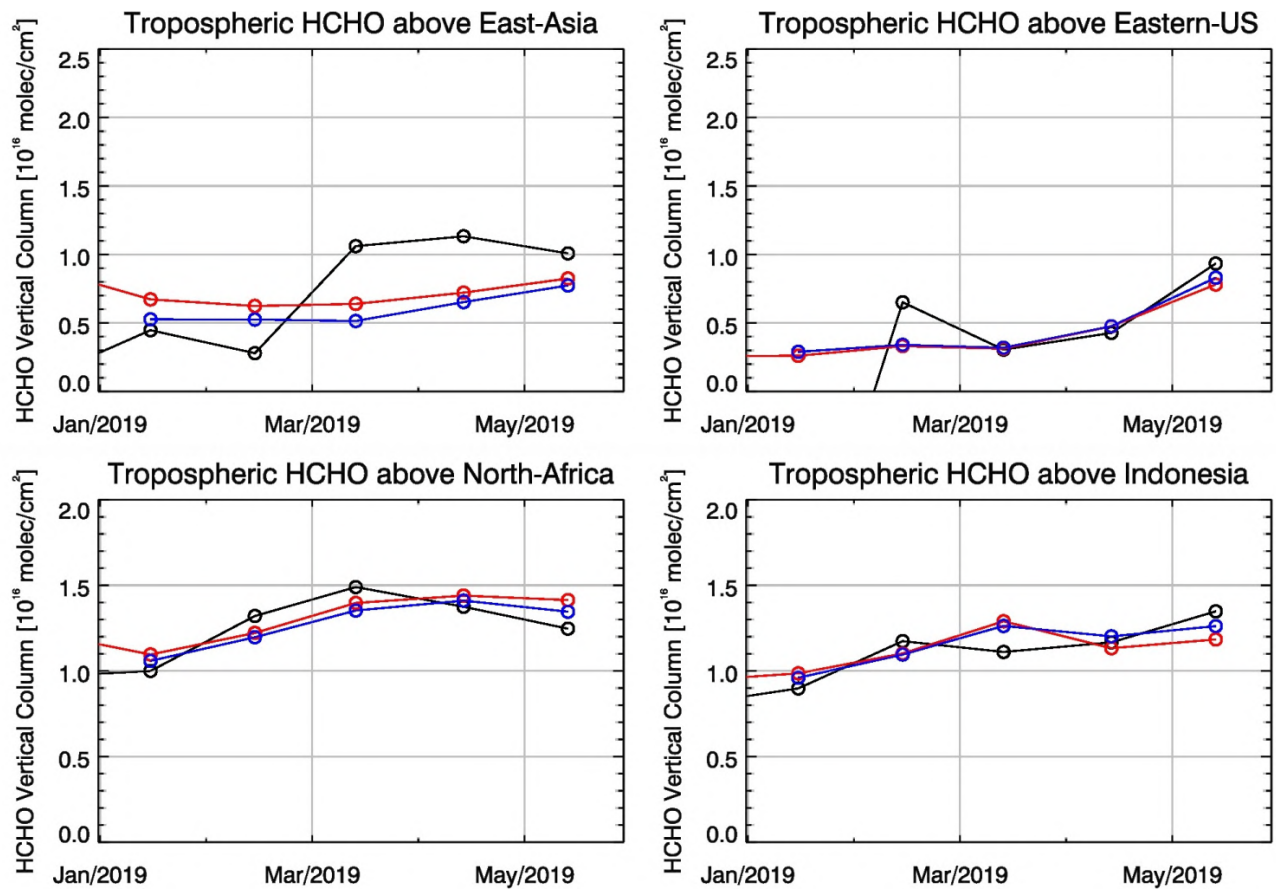 Tropospheric HCHO above East-Asia
HCHO Vertical Column [10¹⁶ molec/cm²]
2.5
2.0
1.5
1.0
0.5
0.0
Jan/2019 Mar/2019 May/2019
Tropospheric HCHO above Eastern-US
HCHO Vertical Column [10¹⁶ molec/cm²]
2.5
2.0
1.5
1.0
0.5
0.0
Jan/2019 Mar/2019 May/2019
Tropospheric HCHO above North-Africa
HCHO Vertical Column [10¹⁶ molec/cm²]
2.0
1.5
1.0
0.5
0.0
Jan/2019 Mar/2019 May/2019
Tropospheric HCHO above Indonesia
HCHO Vertical Column [10¹⁶ molec/cm²]
2.0
1.5
1.0
0.5
0.0
Jan/2019 Mar/2019 May/2019